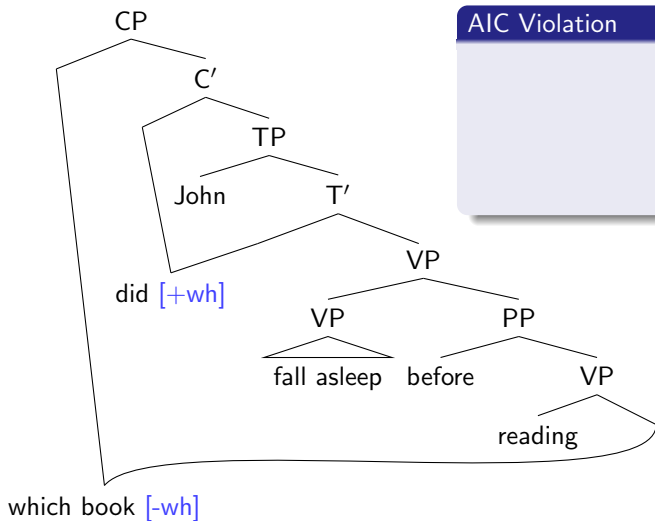 CP
AIC Violation
C′
TP
John
T′
did [+wh]
VP
VP
PP
fall asleep
before
VP
reading
which book [-wh]